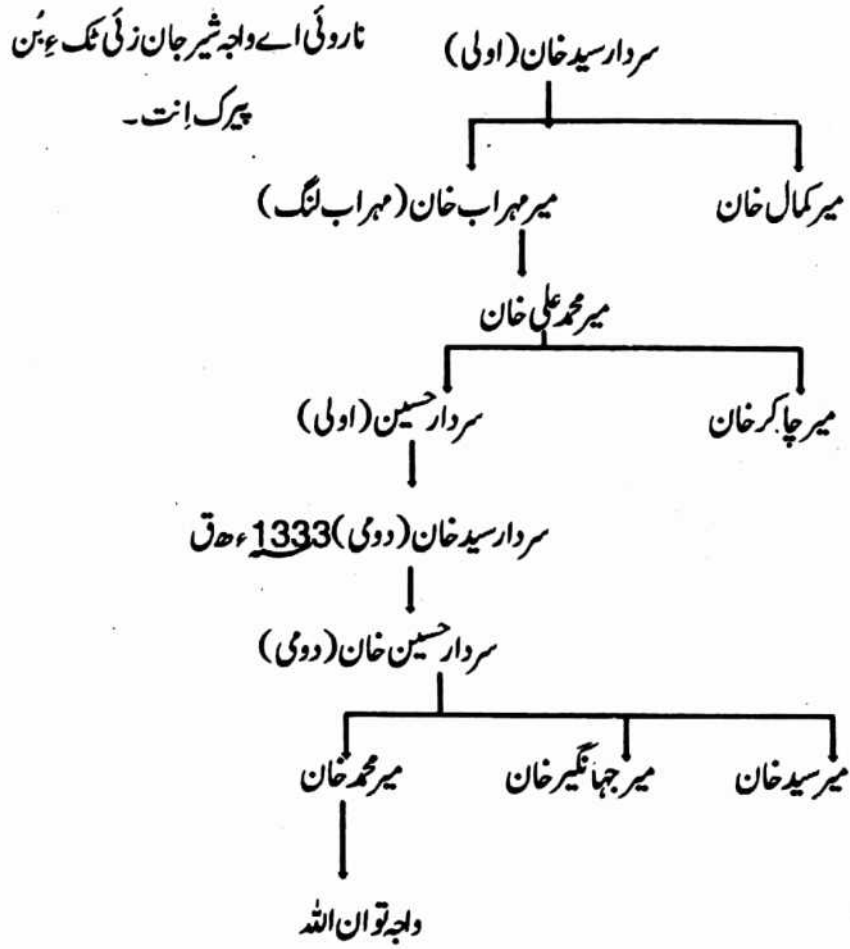 ناروئی اے واجہ شیر جان زئی ٹک ءِ بُن
پیرک اِنت۔
سردار سید خان (اولی)
میر کمال خان
میر مہراب خان (مہراب لنگ)
میر محمد علی خان
میر چاکر خان
سردار حسین (اولی)
سردار سید خان (دومی) 1333ءھ ق
سردار حسین خان (دومی)
میر سید خان
میر جہانگیر خان
میر محمد خان
واجہ توان اللہ